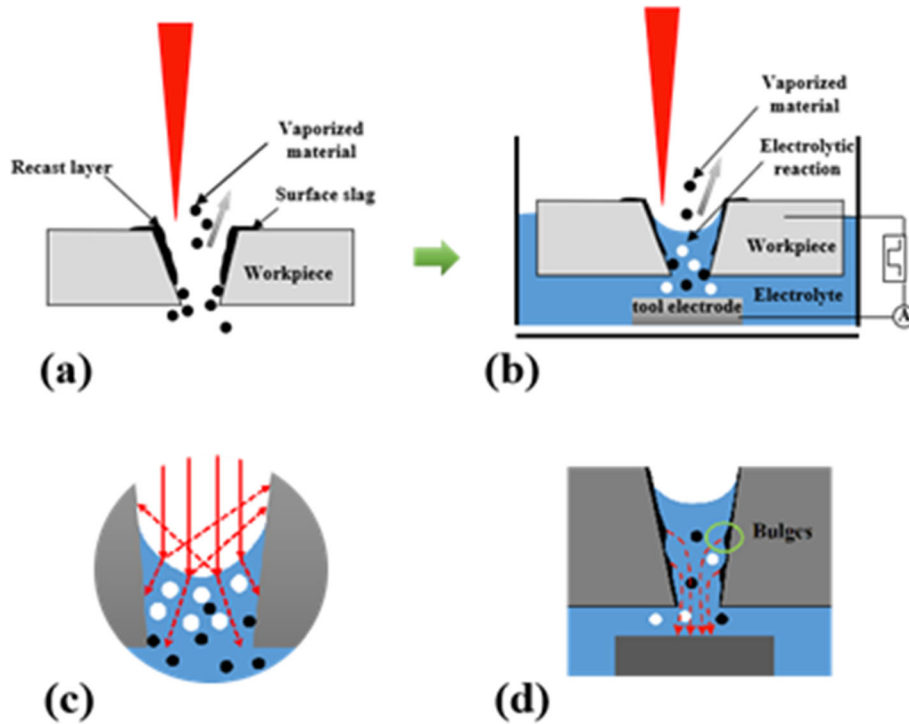 Vaporized
material
Recast layer
Surface slag
Workpiece
(a)
Vaporized
material
Electrolytic
reaction
Workpiece
Electrolyte
tool electrode
A
(b)
(c)
Bulges
(d)